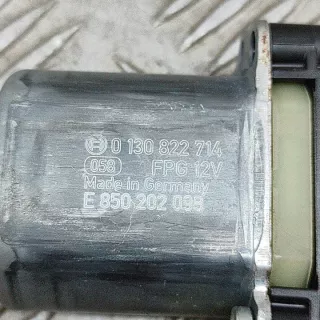 0 130 822 714
058 FPG 12V
Made in Germany
E 850 202 099